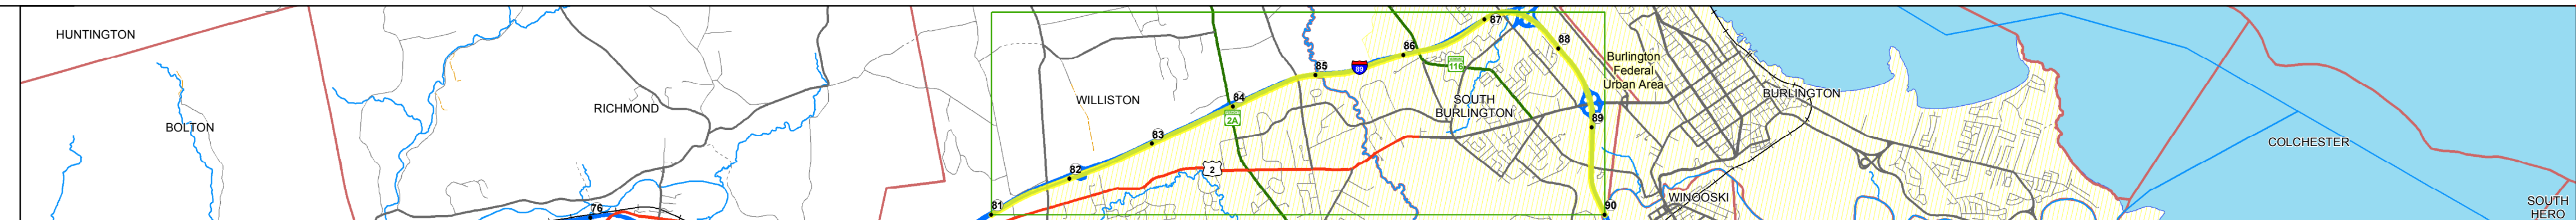 HUNTINGTON
BOLTON
RICHMOND
76
WILLISTON
81
82
83
84
2A
85
89
86
87
88
116
2
SOUTH
BURLINGTON
Burlington
Federal
Urban Area
89
90
BURLINGTON
WINOOSKI
COLCHESTER
SOUTH
HERO